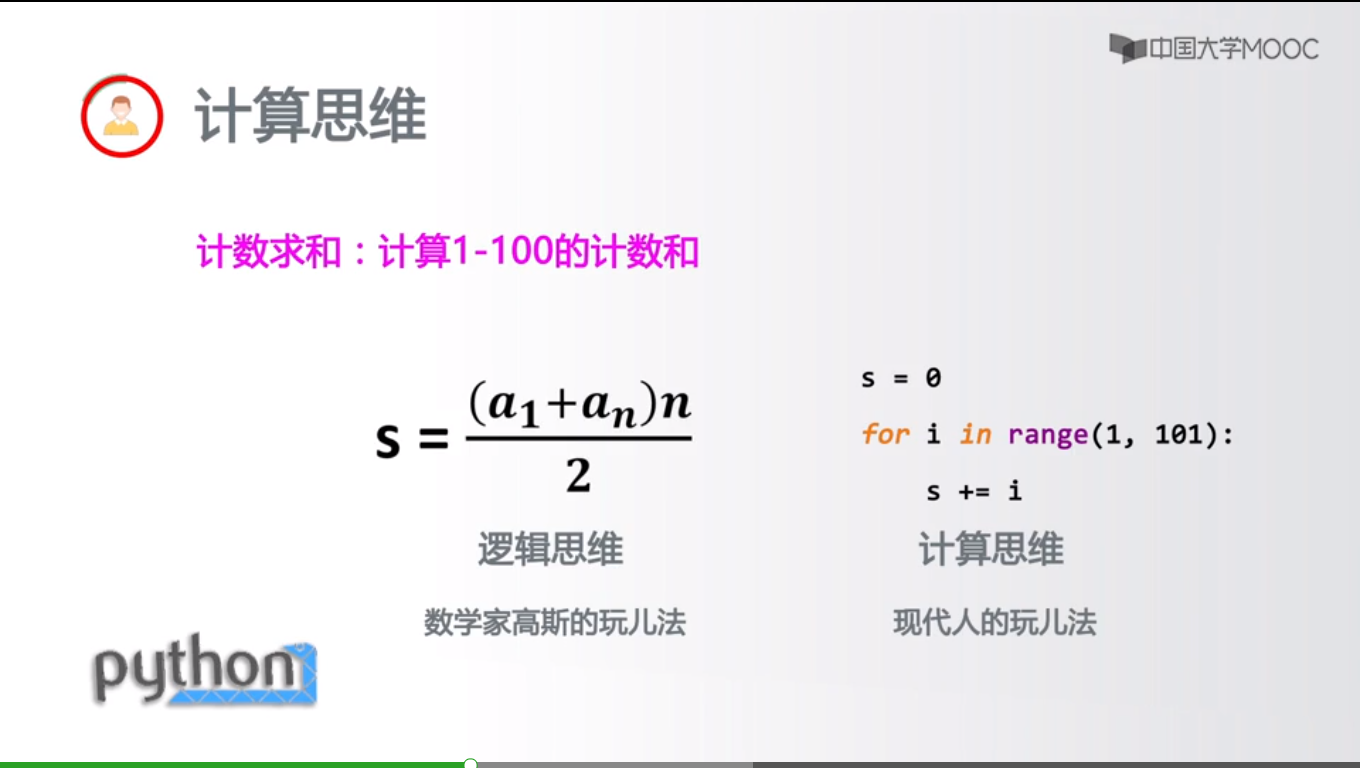 中国大学MOOC
计算思维
计数求和：计算1-100的计数和
s = (a₁+aₙ)n / 2
s = 0
for i in range(1, 101):
    s += i
逻辑思维
计算思维
数学家高斯的玩儿法
现代人的玩儿法
python